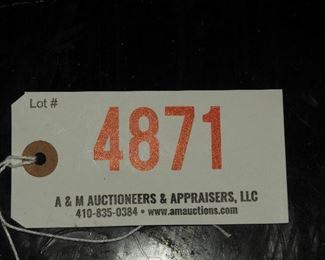 Lot #
4871
A & M AUCTIONEERS & APPRAISERS, LLC
410-835-0384 • www.amauctions.com